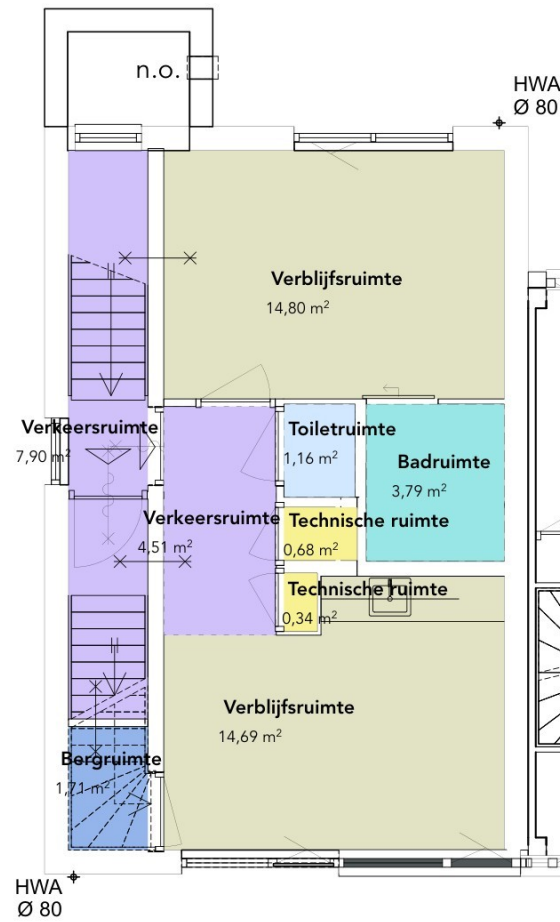 n.o.
HWA
Ø 80
Verblijfsruimte
14,80 m²
Verkeersruimte
7,90 m²
Toiletruimte
1,16 m²
Badruimte
3,79 m²
Verkeersruimte
4,51 m²
Technische ruimte
0,68 m²
Technische ruimte
0,34 m²
Verblijfsruimte
14,69 m²
Bergruimte
1,71 m²
HWA
Ø 80